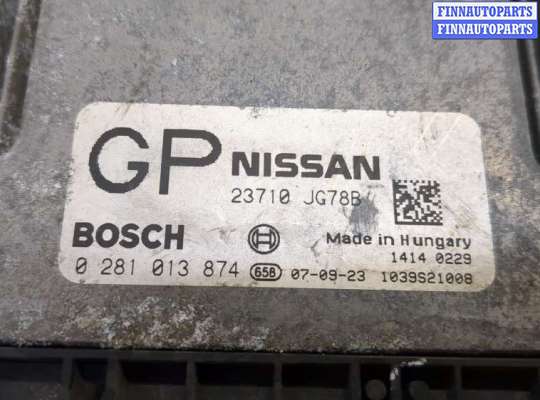 FINNAUTOPARTS
FINNAUTOPARTS
GP NISSAN
23710 JG78B
BOSCH
Made in Hungary
1414 0229
0 281 013 874 658 07-09-23 1039S21008